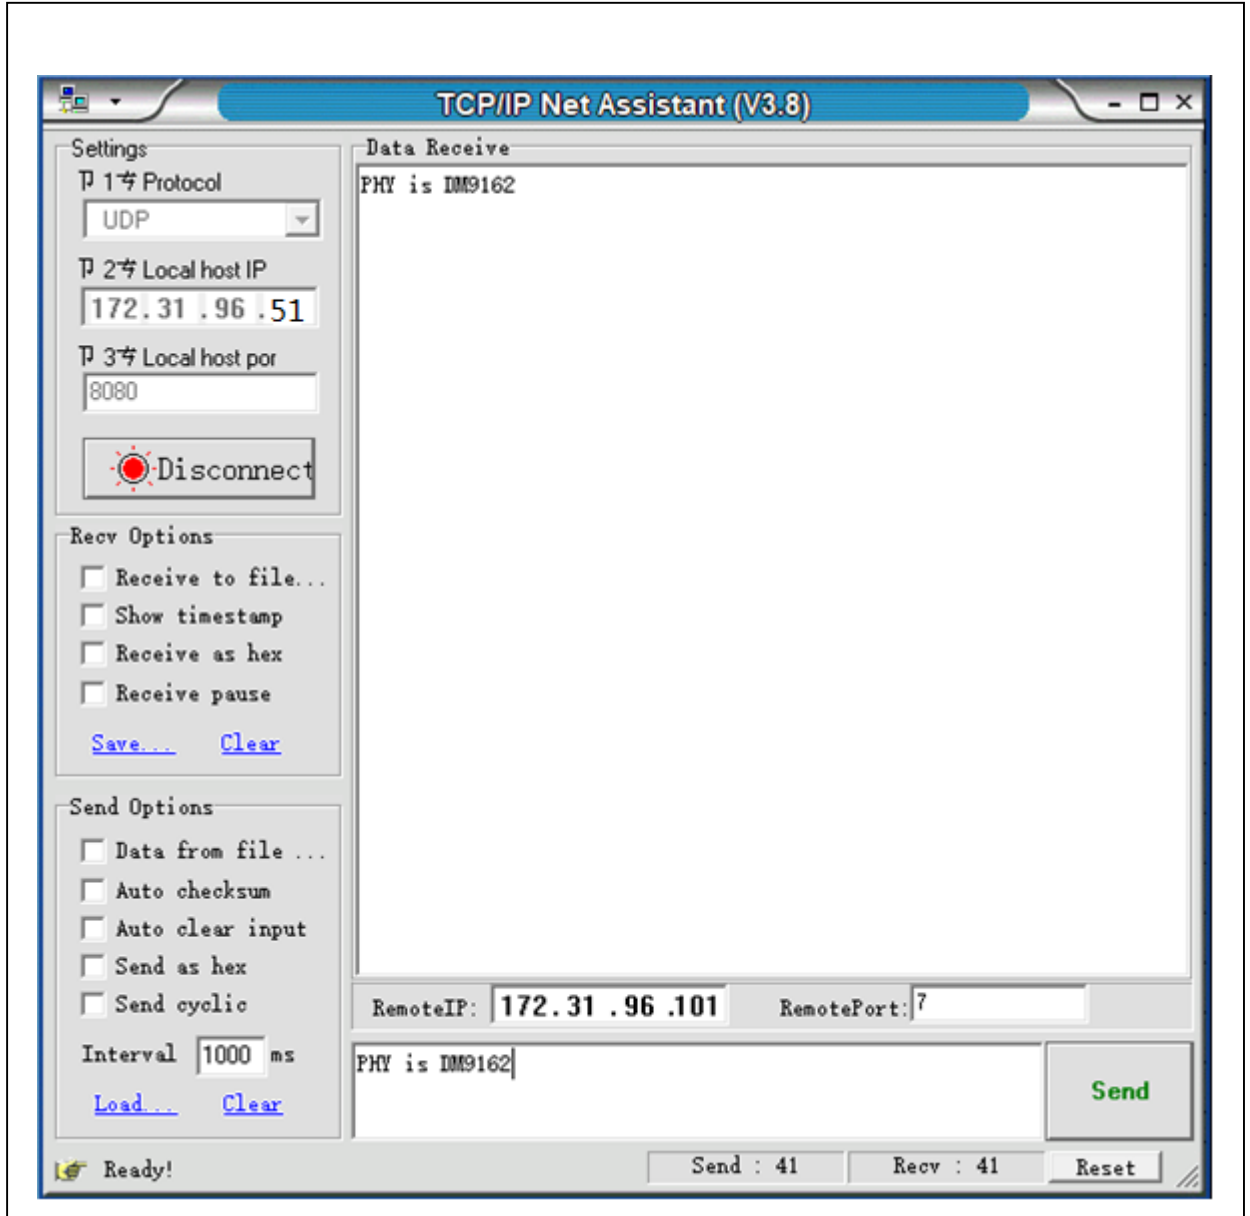 TCP/IP Net Assistant (V3.8)
Settings
Protocol
UDP
Local host IP
172.31.96.51
Local host por
8080
Disconnect
Recv Options
Receive to file...
Show timestamp
Receive as hex
Receive pause
Save... Clear
Send Options
Data from file ...
Auto checksum
Auto clear input
Send as hex
Send cyclic
Interval 1000 ms
Load... Clear
Data Receive
PHY is DM9162
RemoteIP: 172.31.96.101 RemotePort: 7
PHY is DM9162
Send
Ready!
Send : 41
Recv : 41
Reset